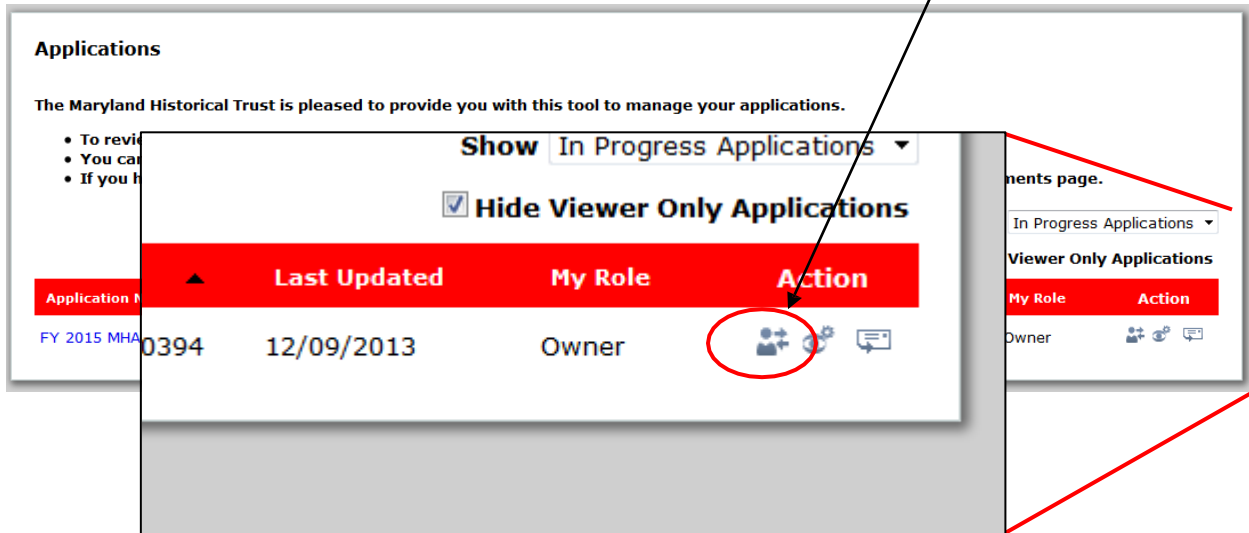 Applications
The Maryland Historical Trust is pleased to provide you with this tool to manage your applications.
• To revie
• You can
• If you h
ments page.
In Progress Applications
Viewer Only Applications
Application
My Role Action
FY 2015 MHA
Owner
Show In Progress Applications
Hide Viewer Only Applications
Last Updated My Role Action
0394 12/09/2013 Owner